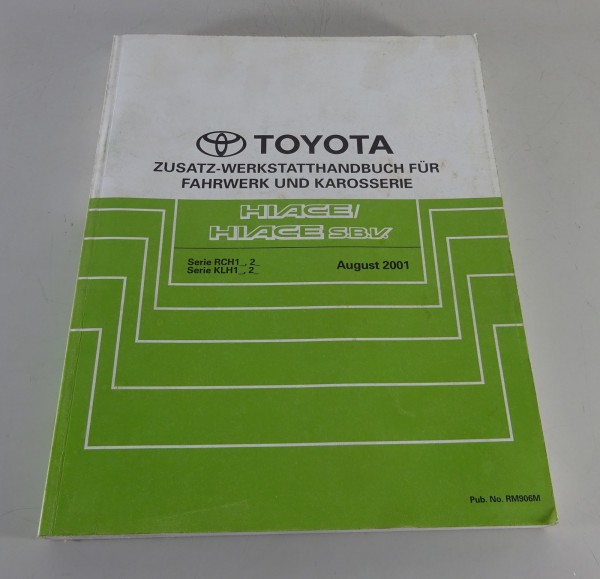 TOYOTA
ZUSATZ-WERKSTATTHANDBUCH FÜR
FAHRWERK UND KAROSSERIE
HIACE/
HIACE S.B.V.
Serie RCH1_, 2_
Serie KLH1_, 2_
August 2001
Pub. No. RM906M